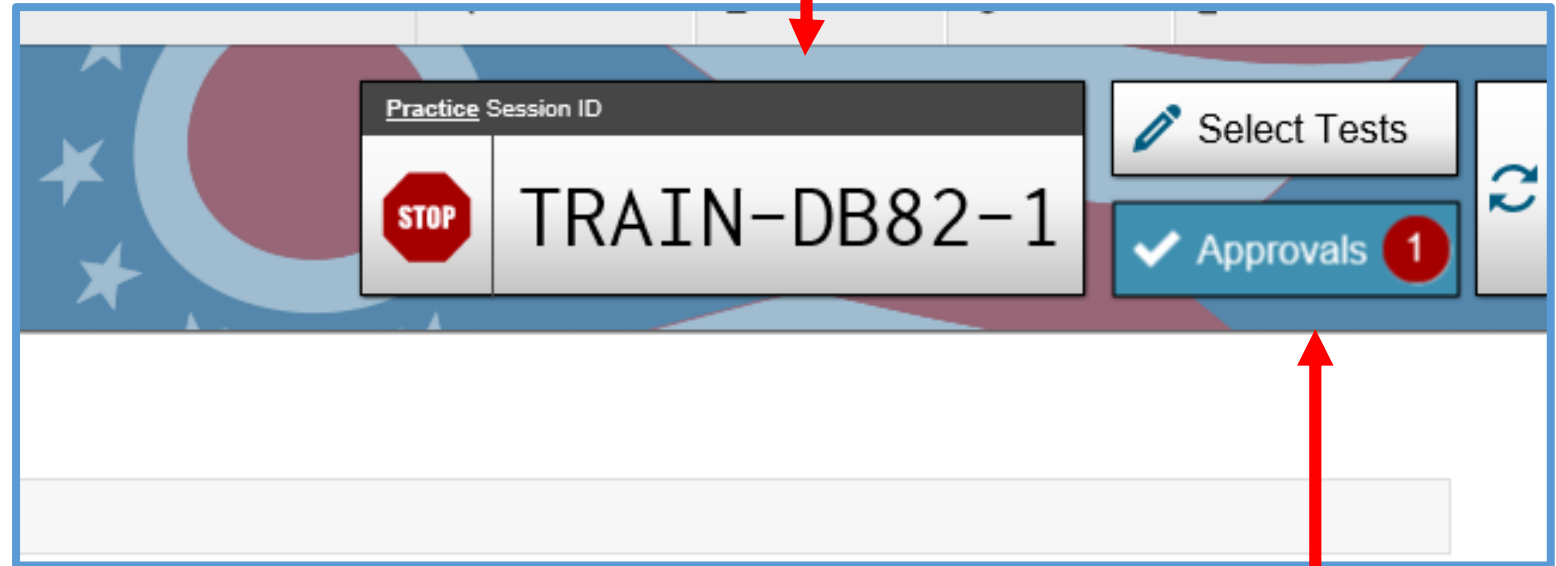 Practice Session ID
STOP
TRAIN-DB82-1
Select Tests
Approvals 1